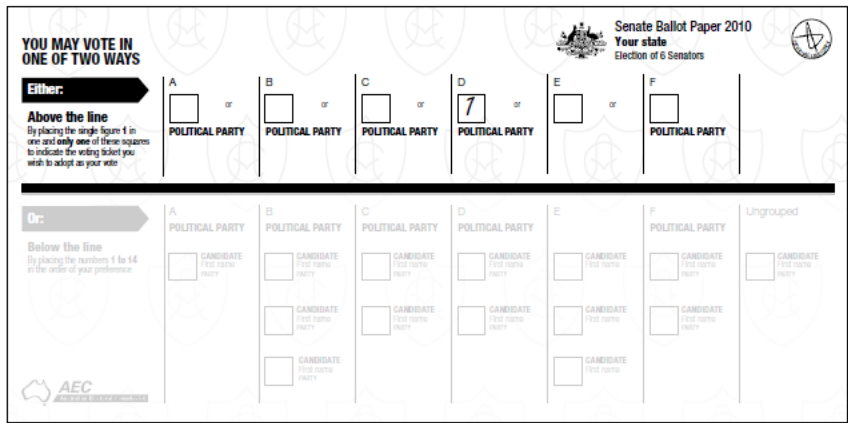 YOU MAY VOTE IN
ONE OF TWO WAYS
Senate Ballot Paper 2010
Your state
Election of 6 Senators
Either:
Above the line
By placing the single figure 1 in
one and only one of these squares
to indicate the voting ticket you
wish to adopt as your vote
A
or
POLITICAL PARTY
B
or
POLITICAL PARTY
C
or
POLITICAL PARTY
D
1
or
POLITICAL PARTY
E
or
F
POLITICAL PARTY
Or:
Below the line
By placing the numbers 1 to 14
in the order of your preference
A
POLITICAL PARTY
CANDIDATE
First name
PARTY
B
POLITICAL PARTY
CANDIDATE
First name
PARTY
CANDIDATE
First name
PARTY
CANDIDATE
First name
PARTY
C
POLITICAL PARTY
CANDIDATE
First name
PARTY
CANDIDATE
First name
PARTY
D
POLITICAL PARTY
CANDIDATE
First name
PARTY
CANDIDATE
First name
PARTY
E
CANDIDATE
First name
CANDIDATE
First name
CANDIDATE
First name
F
POLITICAL PARTY
CANDIDATE
First name
PARTY
CANDIDATE
First name
PARTY
Ungrouped
CANDIDATE
First name
PARTY
AEC